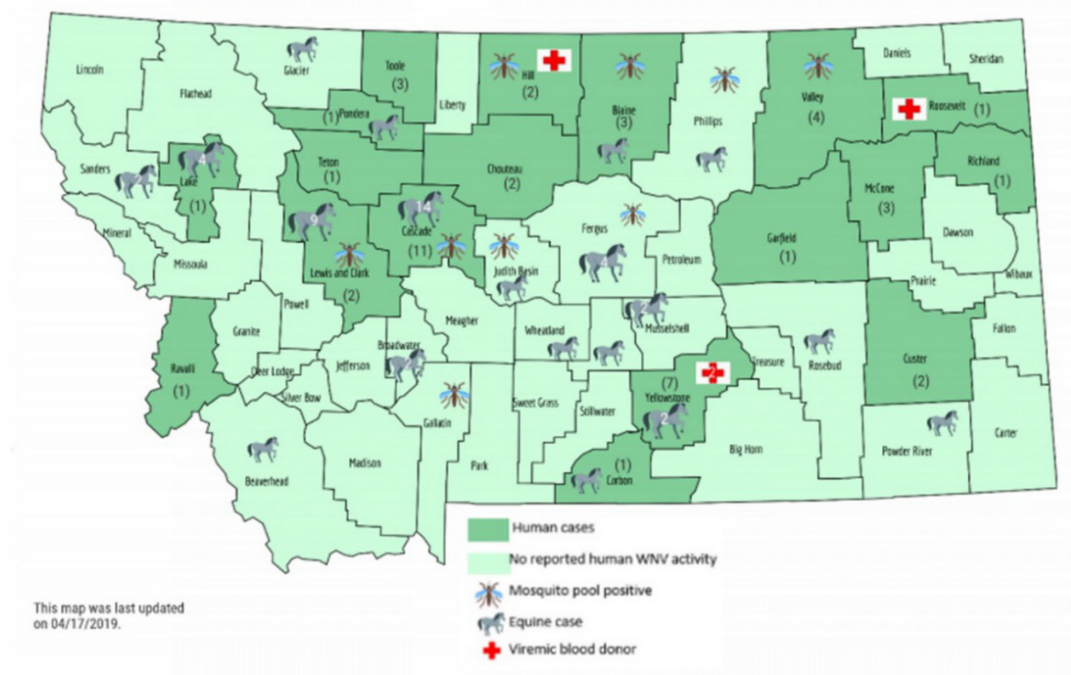 Lincoln
Flathead
Glacier
Toole
(3)
Liberty
Hill
(2)
Blaine
(3)
Phillips
Valley
(4)
Daniels
Sheridan
Roosevelt (1)
(1) Pondera
Teton
(1)
Chouteau
(2)
Sanders
4
Lake
(1)
Richland
(1)
McCone
(3)
Mineral
Missoula
9
Lewis and Clark
(2)
14
Cascade
(11)
Judith Basin
Fergus
Petroleum
Garfield
(1)
Dawson
Prairie
Wibaux
Powell
Granite
Ravalli
(1)
Deer Lodge
Silver Bow
Jefferson
Broadwater
Meagher
Wheatland
Musselshell
Treasure
Rosebud
Custer
(2)
Fallon
Gallatin
Park
Sweet Grass
Stillwater
(7)
Yellowstone
2
2
Big Horn
(1)
Carbon
Powder River
Carter
Beaverhead
Madison
Human cases
No reported human WNV activity
Mosquito pool positive
Equine case
Viremic blood donor
This map was last updated
on 04/17/2019.